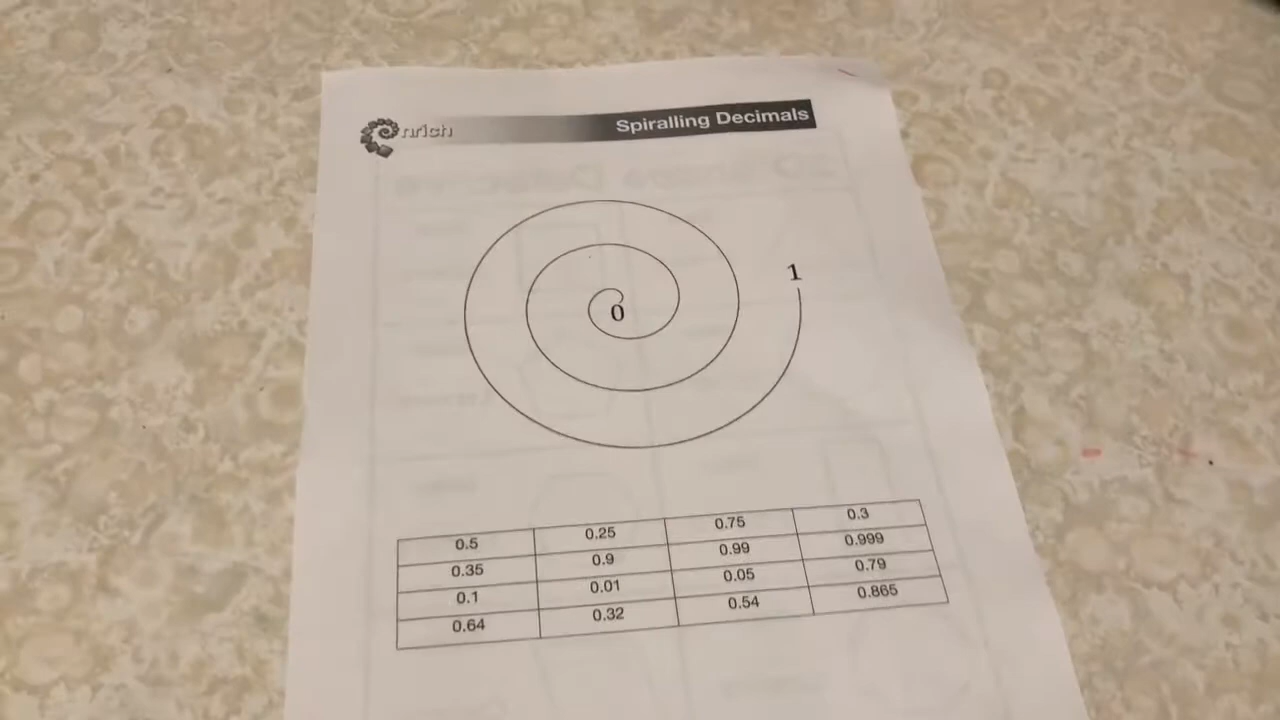 nrich
Spiralling Decimals
1
0
0.5 0.25 0.75 0.3
0.35 0.9 0.99 0.999
0.1 0.01 0.05 0.79
0.64 0.32 0.54 0.865